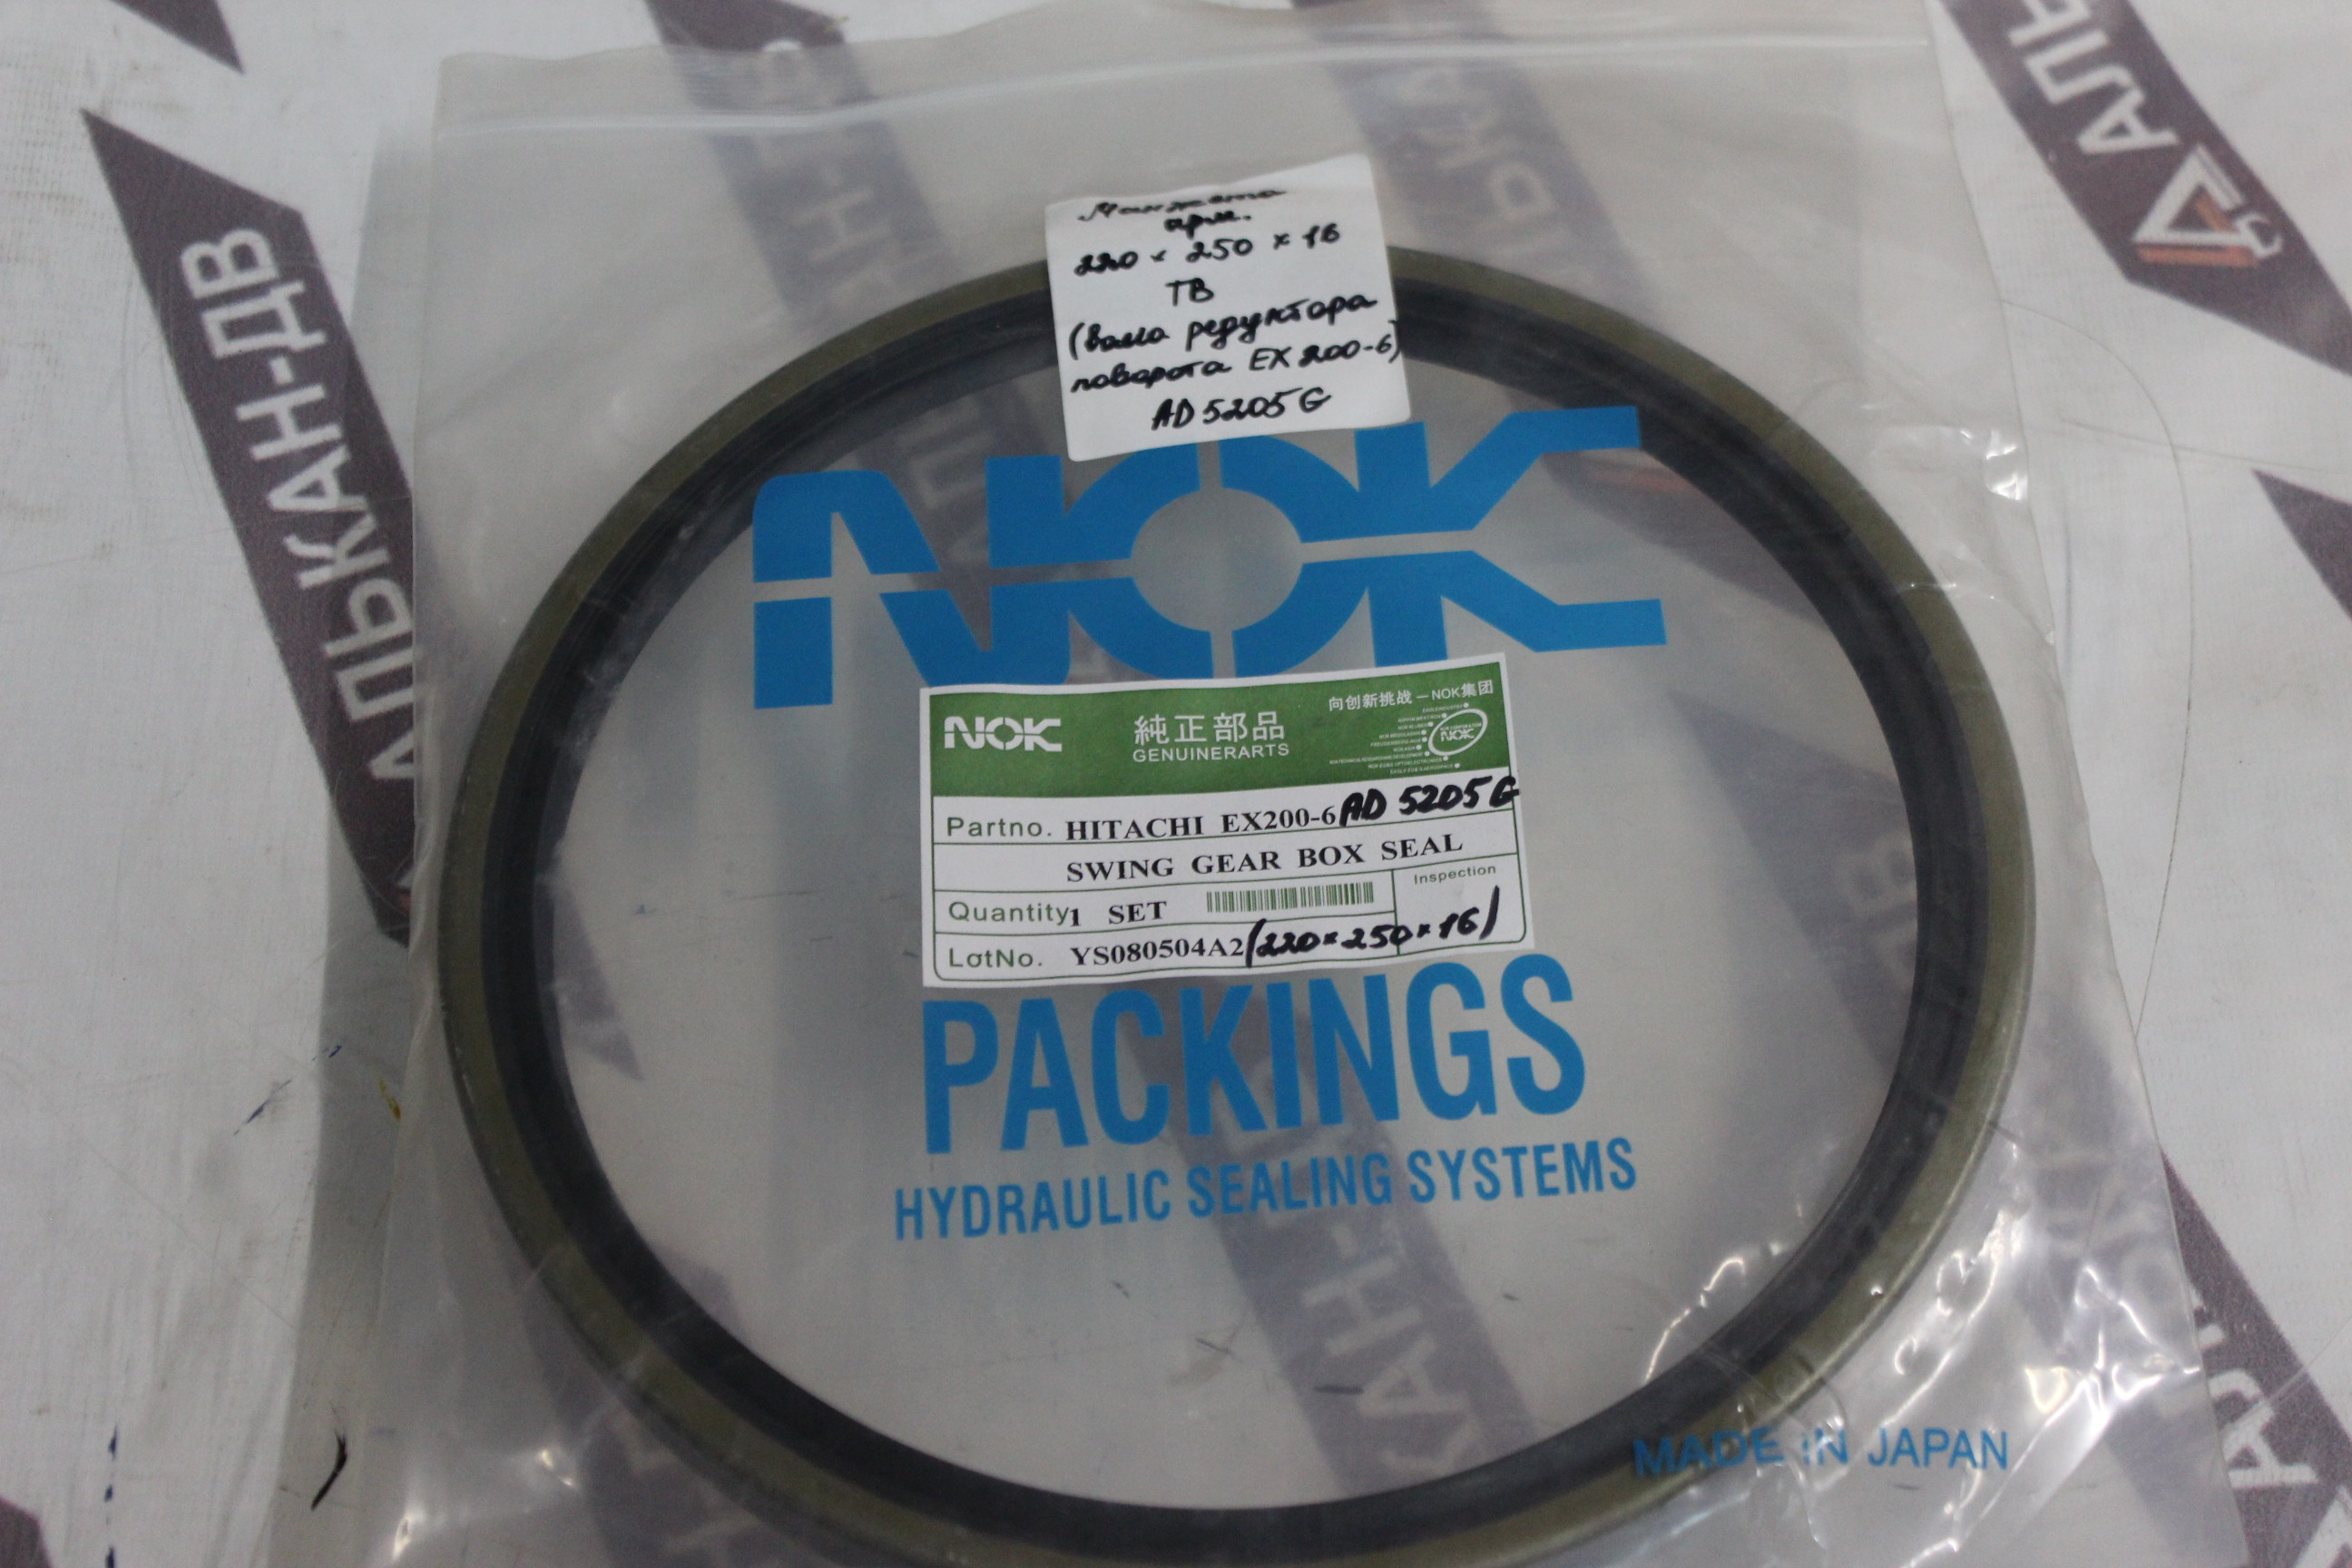 Манжета
арм.
220 × 250 × 16
ТВ
(вала редуктора
поворота EX 200-6)
AD 5205 G
NOK
NOK
純正部品
GENUINERARTS
向创新挑战 — NOK集团
NOK
Partno. HITACHI EX200-6 AD 5205 G
SWING GEAR BOX SEAL
Quantity 1 SET
Inspection
LotNo. YS080504A2 (220 × 250 × 16)
PACKINGS
HYDRAULIC SEALING SYSTEMS
MADE IN JAPAN
АЛЬКАН-ДВ